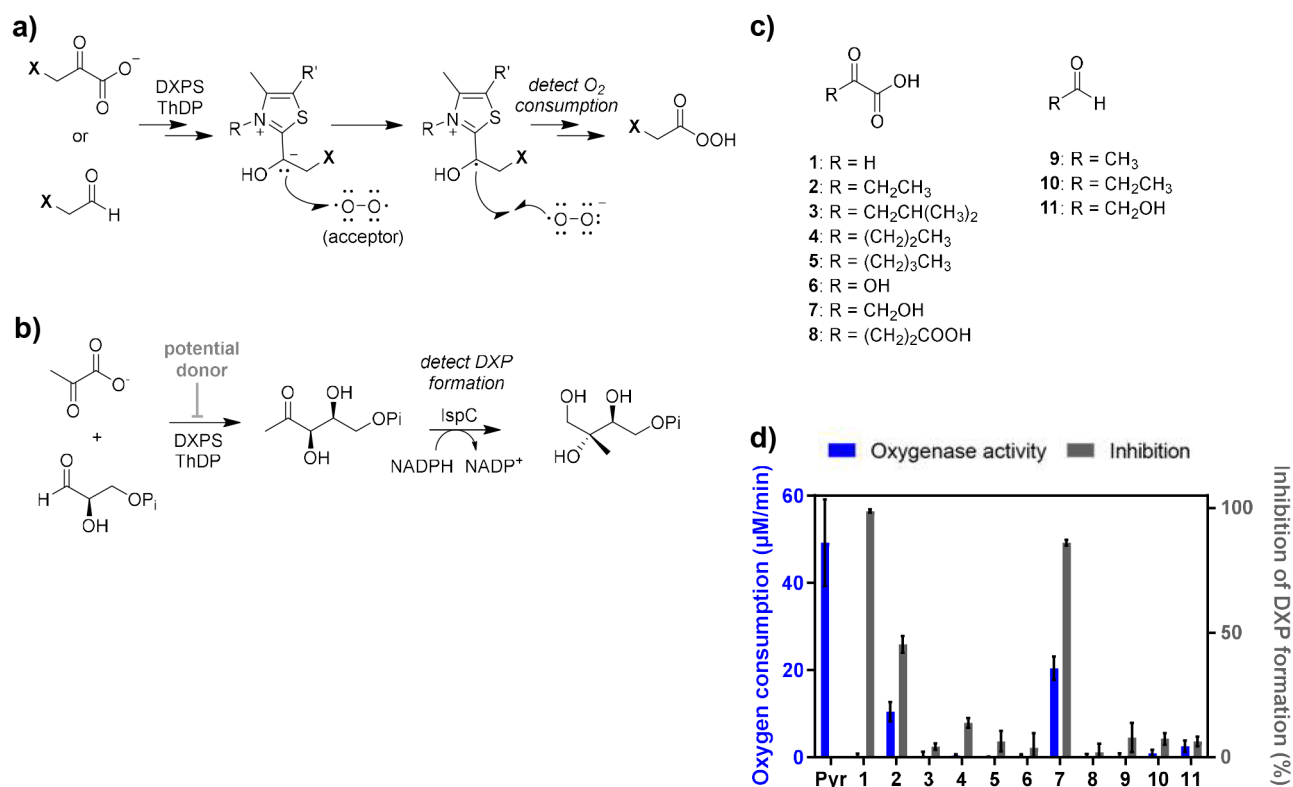 a)
X
O
O⁻
O
or
X
O
H
DXPS
ThDP
R'
S
N
+
R
−
HO
X
O
O
(acceptor)
R'
S
N
+
R
X
HO
O
O
−
detect O₂
consumption
X
O
OOH
b)
O
O⁻
O
+
O
H
OPi
OH
potential
donor
DXPS
ThDP
O
OH
OPi
OH
detect DXP
formation
IspC
NADPH NADP⁺
OH
OH
OPi
HO
c)
O
R
OH
O
1: R = H
2: R = CH₂CH₃
3: R = CH₂CH(CH₃)₂
4: R = (CH₂)₂CH₃
5: R = (CH₂)₃CH₃
6: R = OH
7: R = CH₂OH
8: R = (CH₂)₂COOH
O
R
H
9: R = CH₃
10: R = CH₂CH₃
11: R = CH₂OH
d)
Oxygenase activity Inhibition
Oxygen consumption (µM/min)
60
40
20
0
Pyr 1 2 3 4 5 6 7 8 9 10 11
100
50
0
Inhibition of DXP formation (%)